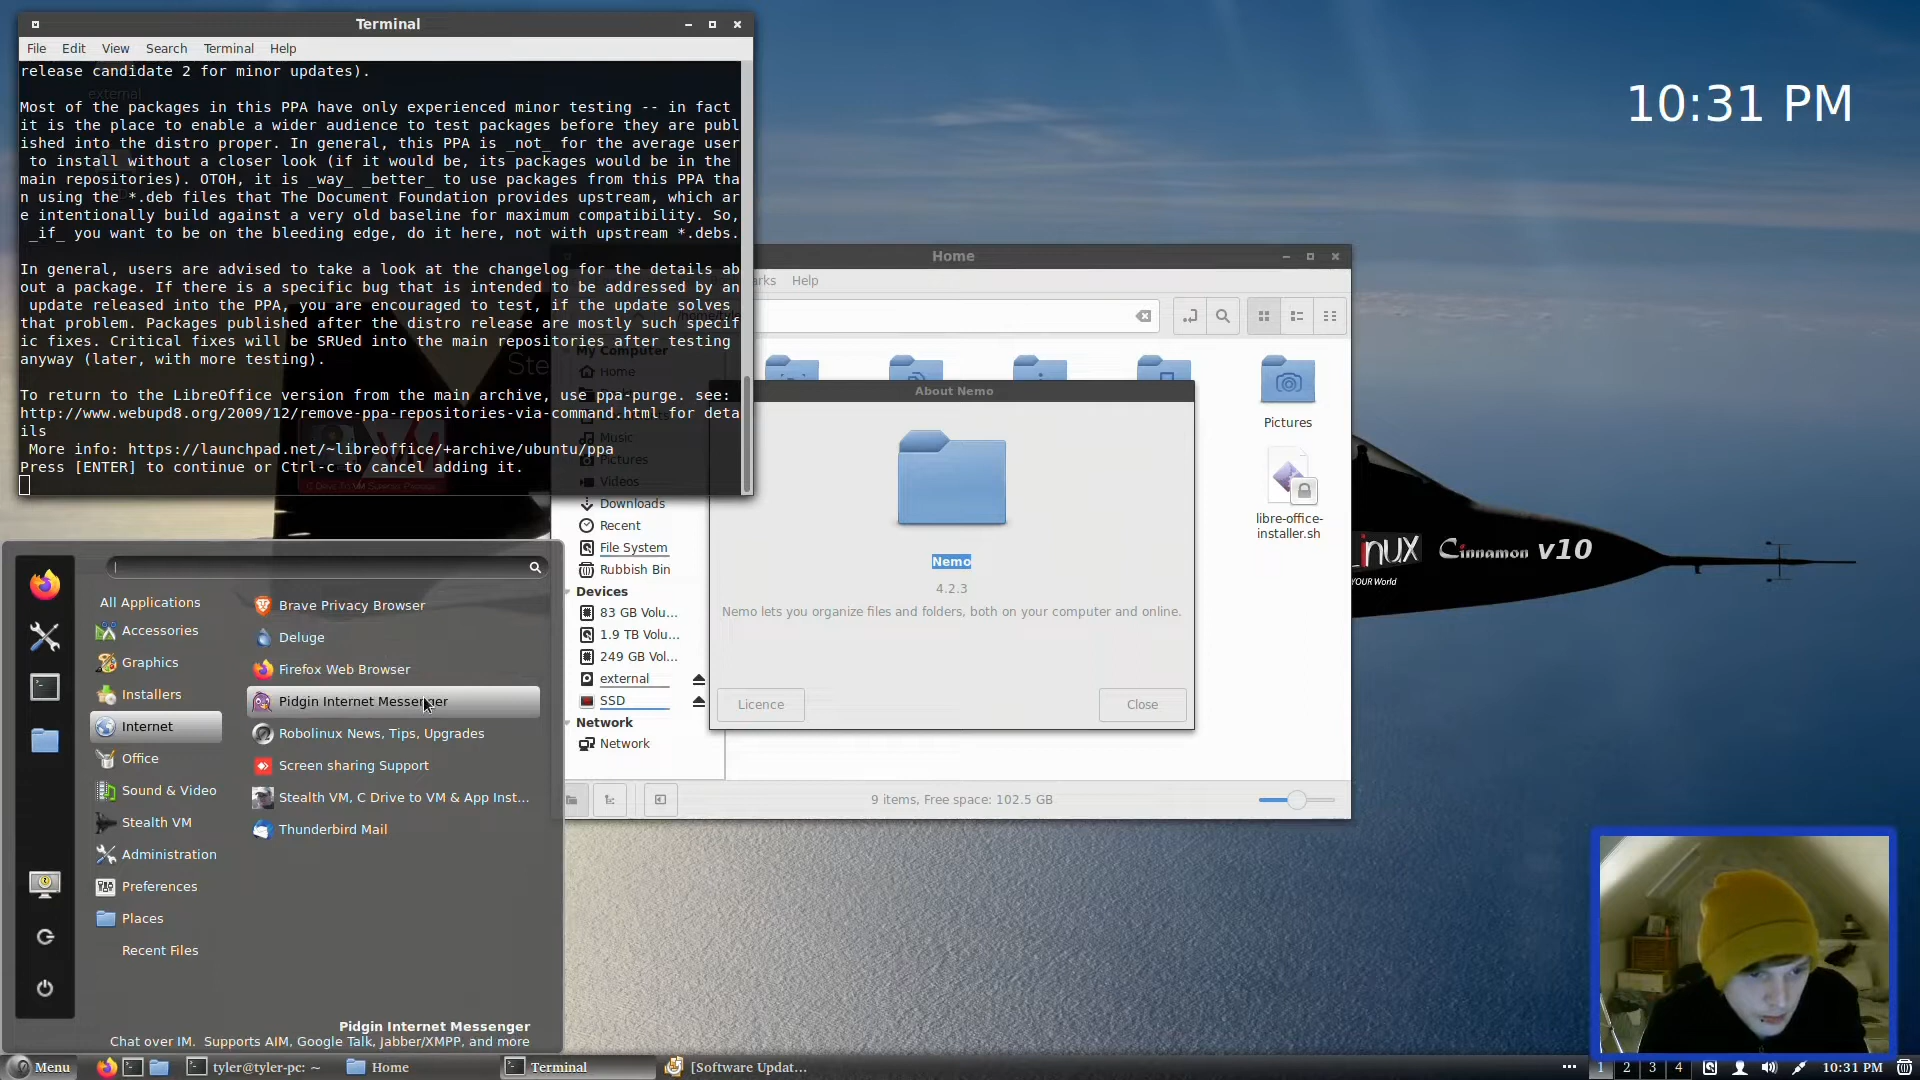 Terminal
File Edit View Search Terminal Help
release candidate 2 for minor updates).
Most of the packages in this PPA have only experienced minor testing -- in fact
it is the place to enable a wider audience to test packages before they are publ
ished into the distro proper. In general, this PPA is _not_ for the average user
to install without a closer look (if it would be, its packages would be in the
main repositories). OTOH, it is _way_ _better_ to use packages from this PPA tha
n using the *.deb files that The Document Foundation provides upstream, which ar
e intentionally build against a very old baseline for maximum compatibility. So,
_if_ you want to be on the bleeding edge, do it here, not with upstream *.debs.
In general, users are advised to take a look at the changelog for the details ab
out a package. If there is a specific bug that is intended to be addressed by an
update released into the PPA, you are encouraged to test, if the update solves
that problem. Packages published after the distro release are mostly such specif
ic fixes. Critical fixes will be SRUed into the main repositories after testing
anyway (later, with more testing).
To return to the LibreOffice version from the main archive, use ppa-purge. see:
http://www.webupd8.org/2009/12/remove-ppa-repositories-via-command.html for deta
ils
More info: https://launchpad.net/~libreoffice/+archive/ubuntu/ppa
Press [ENTER] to continue or Ctrl-c to cancel adding it.
10:31 PM
Home
Help
My Computer
Home
Music
Pictures
Videos
Downloads
Recent
File System
Rubbish Bin
Devices
83 GB Volu...
1.9 TB Volu...
249 GB Vol...
external
SSD
Network
Network
Pictures
libre-office-
installer.sh
9 items, Free space: 102.5 GB
About Nemo
Nemo
4.2.3
Nemo lets you organize files and folders, both on your computer and online.
Licence
Close
Cinnamon v10
YOUR World
All Applications
Accessories
Graphics
Installers
Internet
Office
Sound & Video
Stealth VM
Administration
Preferences
Places
Recent Files
Brave Privacy Browser
Deluge
Firefox Web Browser
Pidgin Internet Messenger
Robolinux News, Tips, Upgrades
Screen sharing Support
Stealth VM, C Drive to VM & App Inst...
Thunderbird Mail
Pidgin Internet Messenger
Chat over IM. Supports AIM, Google Talk, Jabber/XMPP, and more
Menu
tyler@tyler-pc: ~
Home
Terminal
[Software Updat...
1 2 3 4
10:31 PM